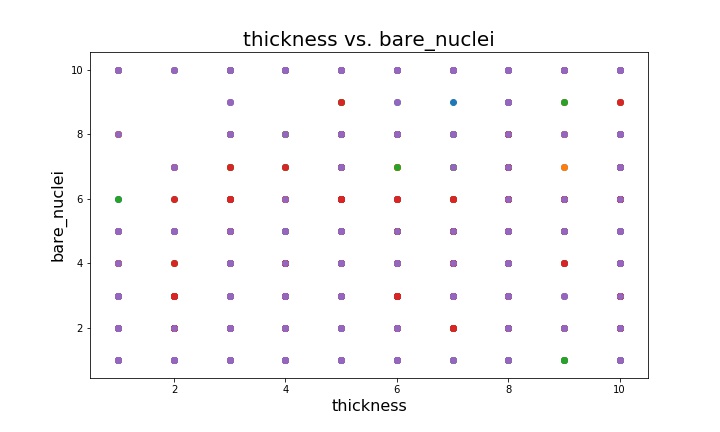 thickness vs. bare_nuclei
10
8
6
4
2
bare_nuclei
2 4 6 8 10
thickness